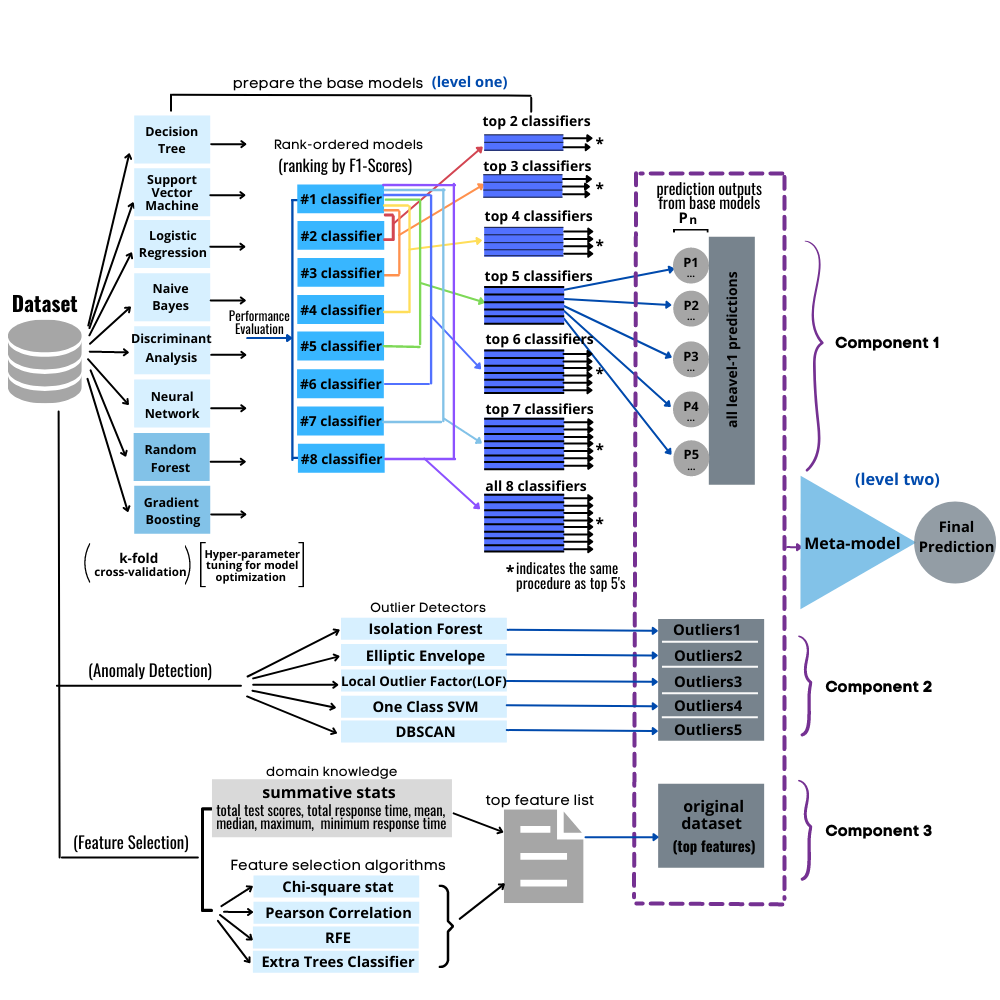 prepare the base models (level one)
Dataset
Decision
Tree
Support
Vector
Machine
Logistic
Regression
Naive
Bayes
Discriminant
Analysis
Neural
Network
Random
Forest
Gradient
Boosting
(k-fold
cross-validation)
[Hyper-parameter
tuning for model
optimization]
Performance
Evaluation
Rank-ordered models
(ranking by F1-Scores)
#1 classifier
#2 classifier
#3 classifier
#4 classifier
#5 classifier
#6 classifier
#7 classifier
#8 classifier
top 2 classifiers
*
top 3 classifiers
*
top 4 classifiers
*
top 5 classifiers
top 6 classifiers
*
top 7 classifiers
*
all 8 classifiers
*
* indicates the same
procedure as top 5's
prediction outputs
from base models
Pn
P1
...
P2
...
P3
...
P4
...
P5
...
all leavel-1 predictions
Component 1
(level two)
Meta-model
Final
Prediction
(Anomaly Detection)
Outlier Detectors
Isolation Forest
Elliptic Envelope
Local Outlier Factor(LOF)
One Class SVM
DBSCAN
Outliers1
Outliers2
Outliers3
Outliers4
Outliers5
Component 2
(Feature Selection)
domain knowledge
summative stats
total test scores, total response time, mean,
median, maximum, minimum response time
Feature selection algorithms
Chi-square stat
Pearson Correlation
RFE
Extra Trees Classifier
top feature list
original
dataset
(top features)
Component 3